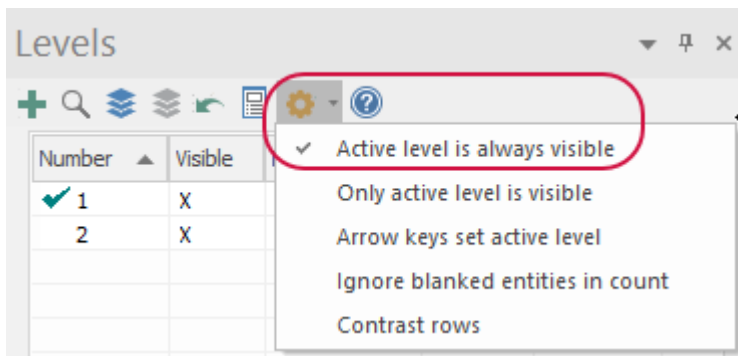 Levels
Number Visible
1 X
2 X
Active level is always visible
Only active level is visible
Arrow keys set active level
Ignore blanked entities in count
Contrast rows